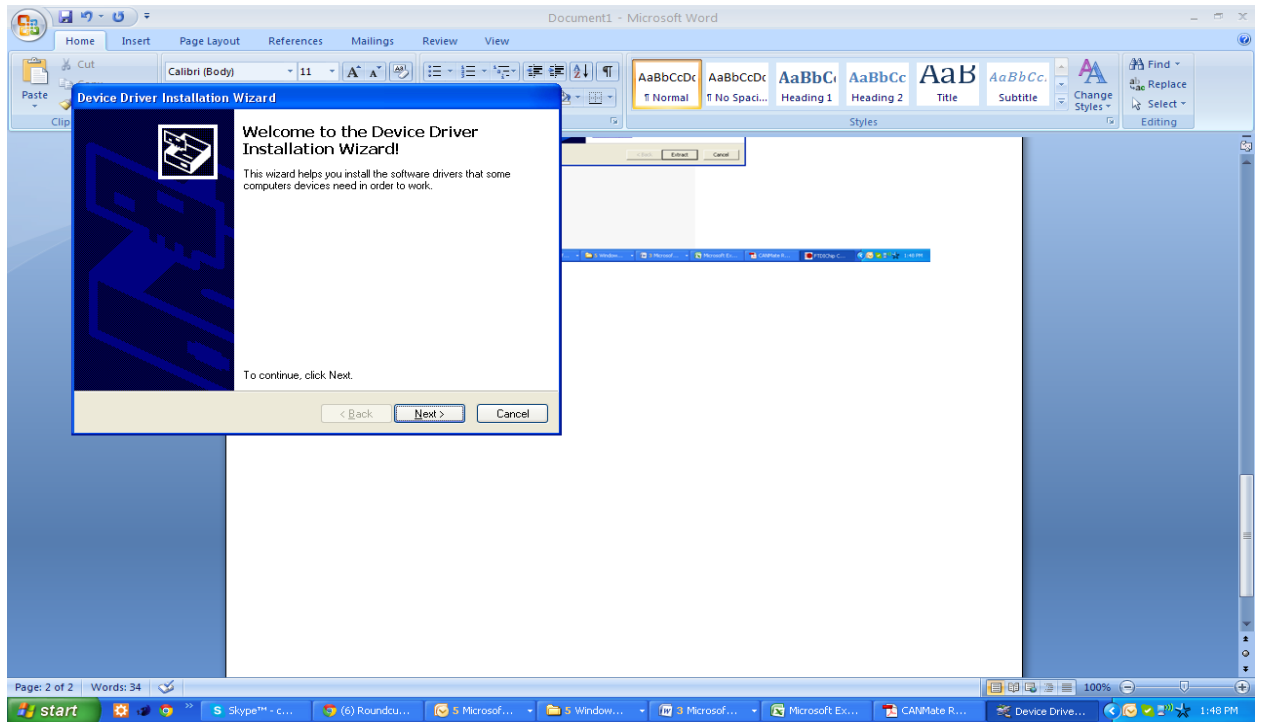 Document1 - Microsoft Word
Home Insert Page Layout References Mailings Review View
Cut
Calibri (Body) 11
Paste
AaBbCcDc AaBbCcDc AaBbC AaBbCc AaB AaBbCc.
¶ Normal ¶ No Spaci... Heading 1 Heading 2 Title Subtitle
Change Styles
Find
Replace
Select
Clip
Styles
Editing
Device Driver Installation Wizard
Welcome to the Device Driver
Installation Wizard!
This wizard helps you install the software drivers that some
computers devices need in order to work.
To continue, click Next.
< Back Next > Cancel
Extract Cancel
1:48 PM
Page: 2 of 2 Words: 34
100%
start
Skype™ - c... (6) Roundcu... 5 Microsof... 5 Window... 3 Microsof... Microsoft Ex... CANMate R... Device Drive... 1:48 PM